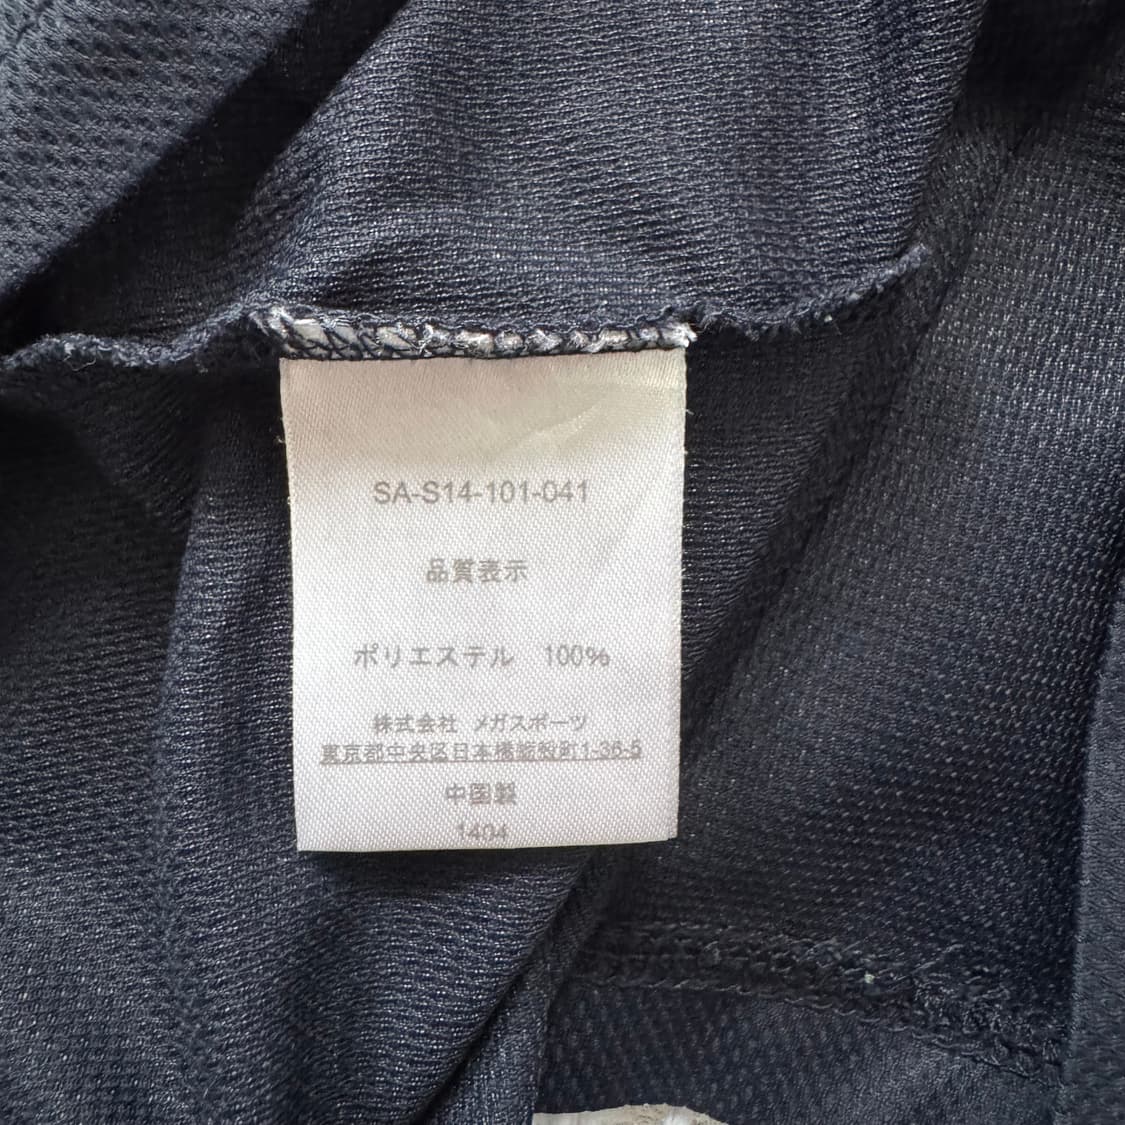 SA-S14-101-041
品質表示
ポリエステル 100%
株式会社 メガスポーツ
東京都中央区日本橋蛎殻町1-36-5
中国製
1404